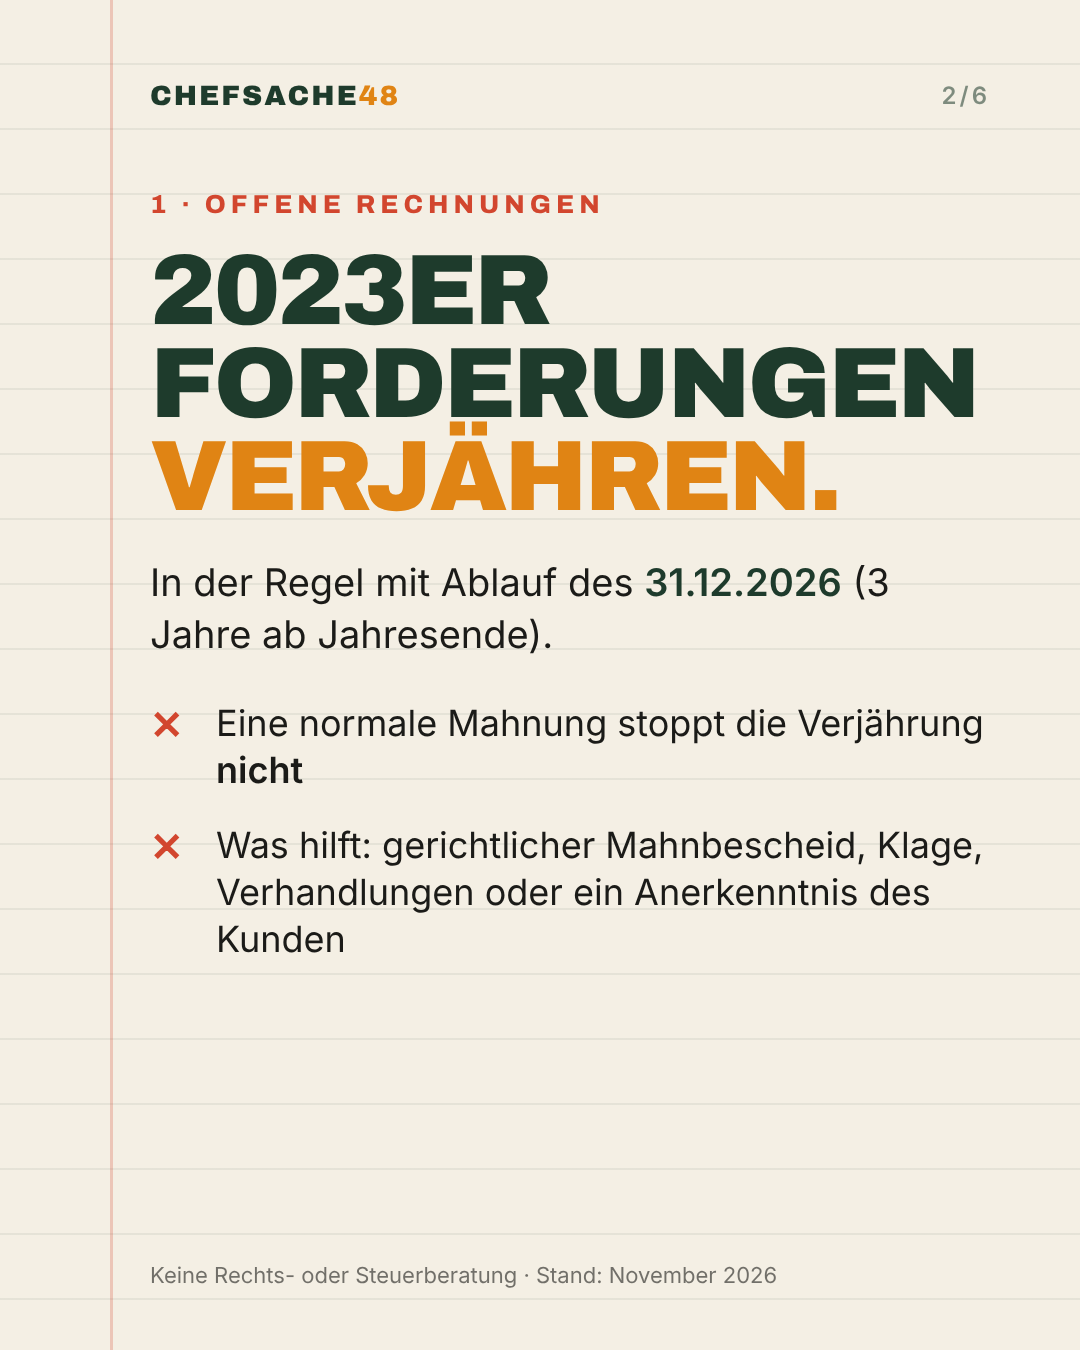 CHEFSACHE48
2/6
1 · OFFENE RECHNUNGEN
2023ER
FORDERUNGEN
VERJÄHREN.
In der Regel mit Ablauf des 31.12.2026 (3
Jahre ab Jahresende).
✕ Eine normale Mahnung stoppt die Verjährung
nicht
✕ Was hilft: gerichtlicher Mahnbescheid, Klage,
Verhandlungen oder ein Anerkenntnis des
Kunden
Keine Rechts- oder Steuerberatung · Stand: November 2026